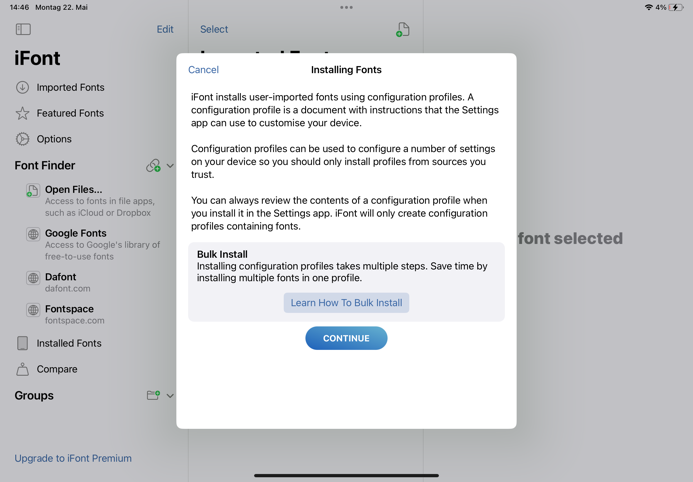 14:46 Montag 22. Mai
4%
Edit
Select
iFont
Imported Fonts
Featured Fonts
Options
Font Finder
Open Files...
Access to fonts in file apps,
such as iCloud or Dropbox
Google Fonts
Access to Google's library of
free-to-use fonts
Dafont
dafont.com
Fontspace
fontspace.com
Installed Fonts
Compare
Groups
Upgrade to iFont Premium
Cancel
Installing Fonts
iFont installs user-imported fonts using configuration profiles. A
configuration profile is a document with instructions that the Settings
app can use to customise your device.
Configuration profiles can be used to configure a number of settings
on your device so you should only install profiles from sources you
trust.
You can always review the contents of a configuration profile when
you install it in the Settings app. iFont will only create configuration
profiles containing fonts.
Bulk Install
Installing configuration profiles takes multiple steps. Save time by
installing multiple fonts in one profile.
Learn How To Bulk Install
CONTINUE
font selected